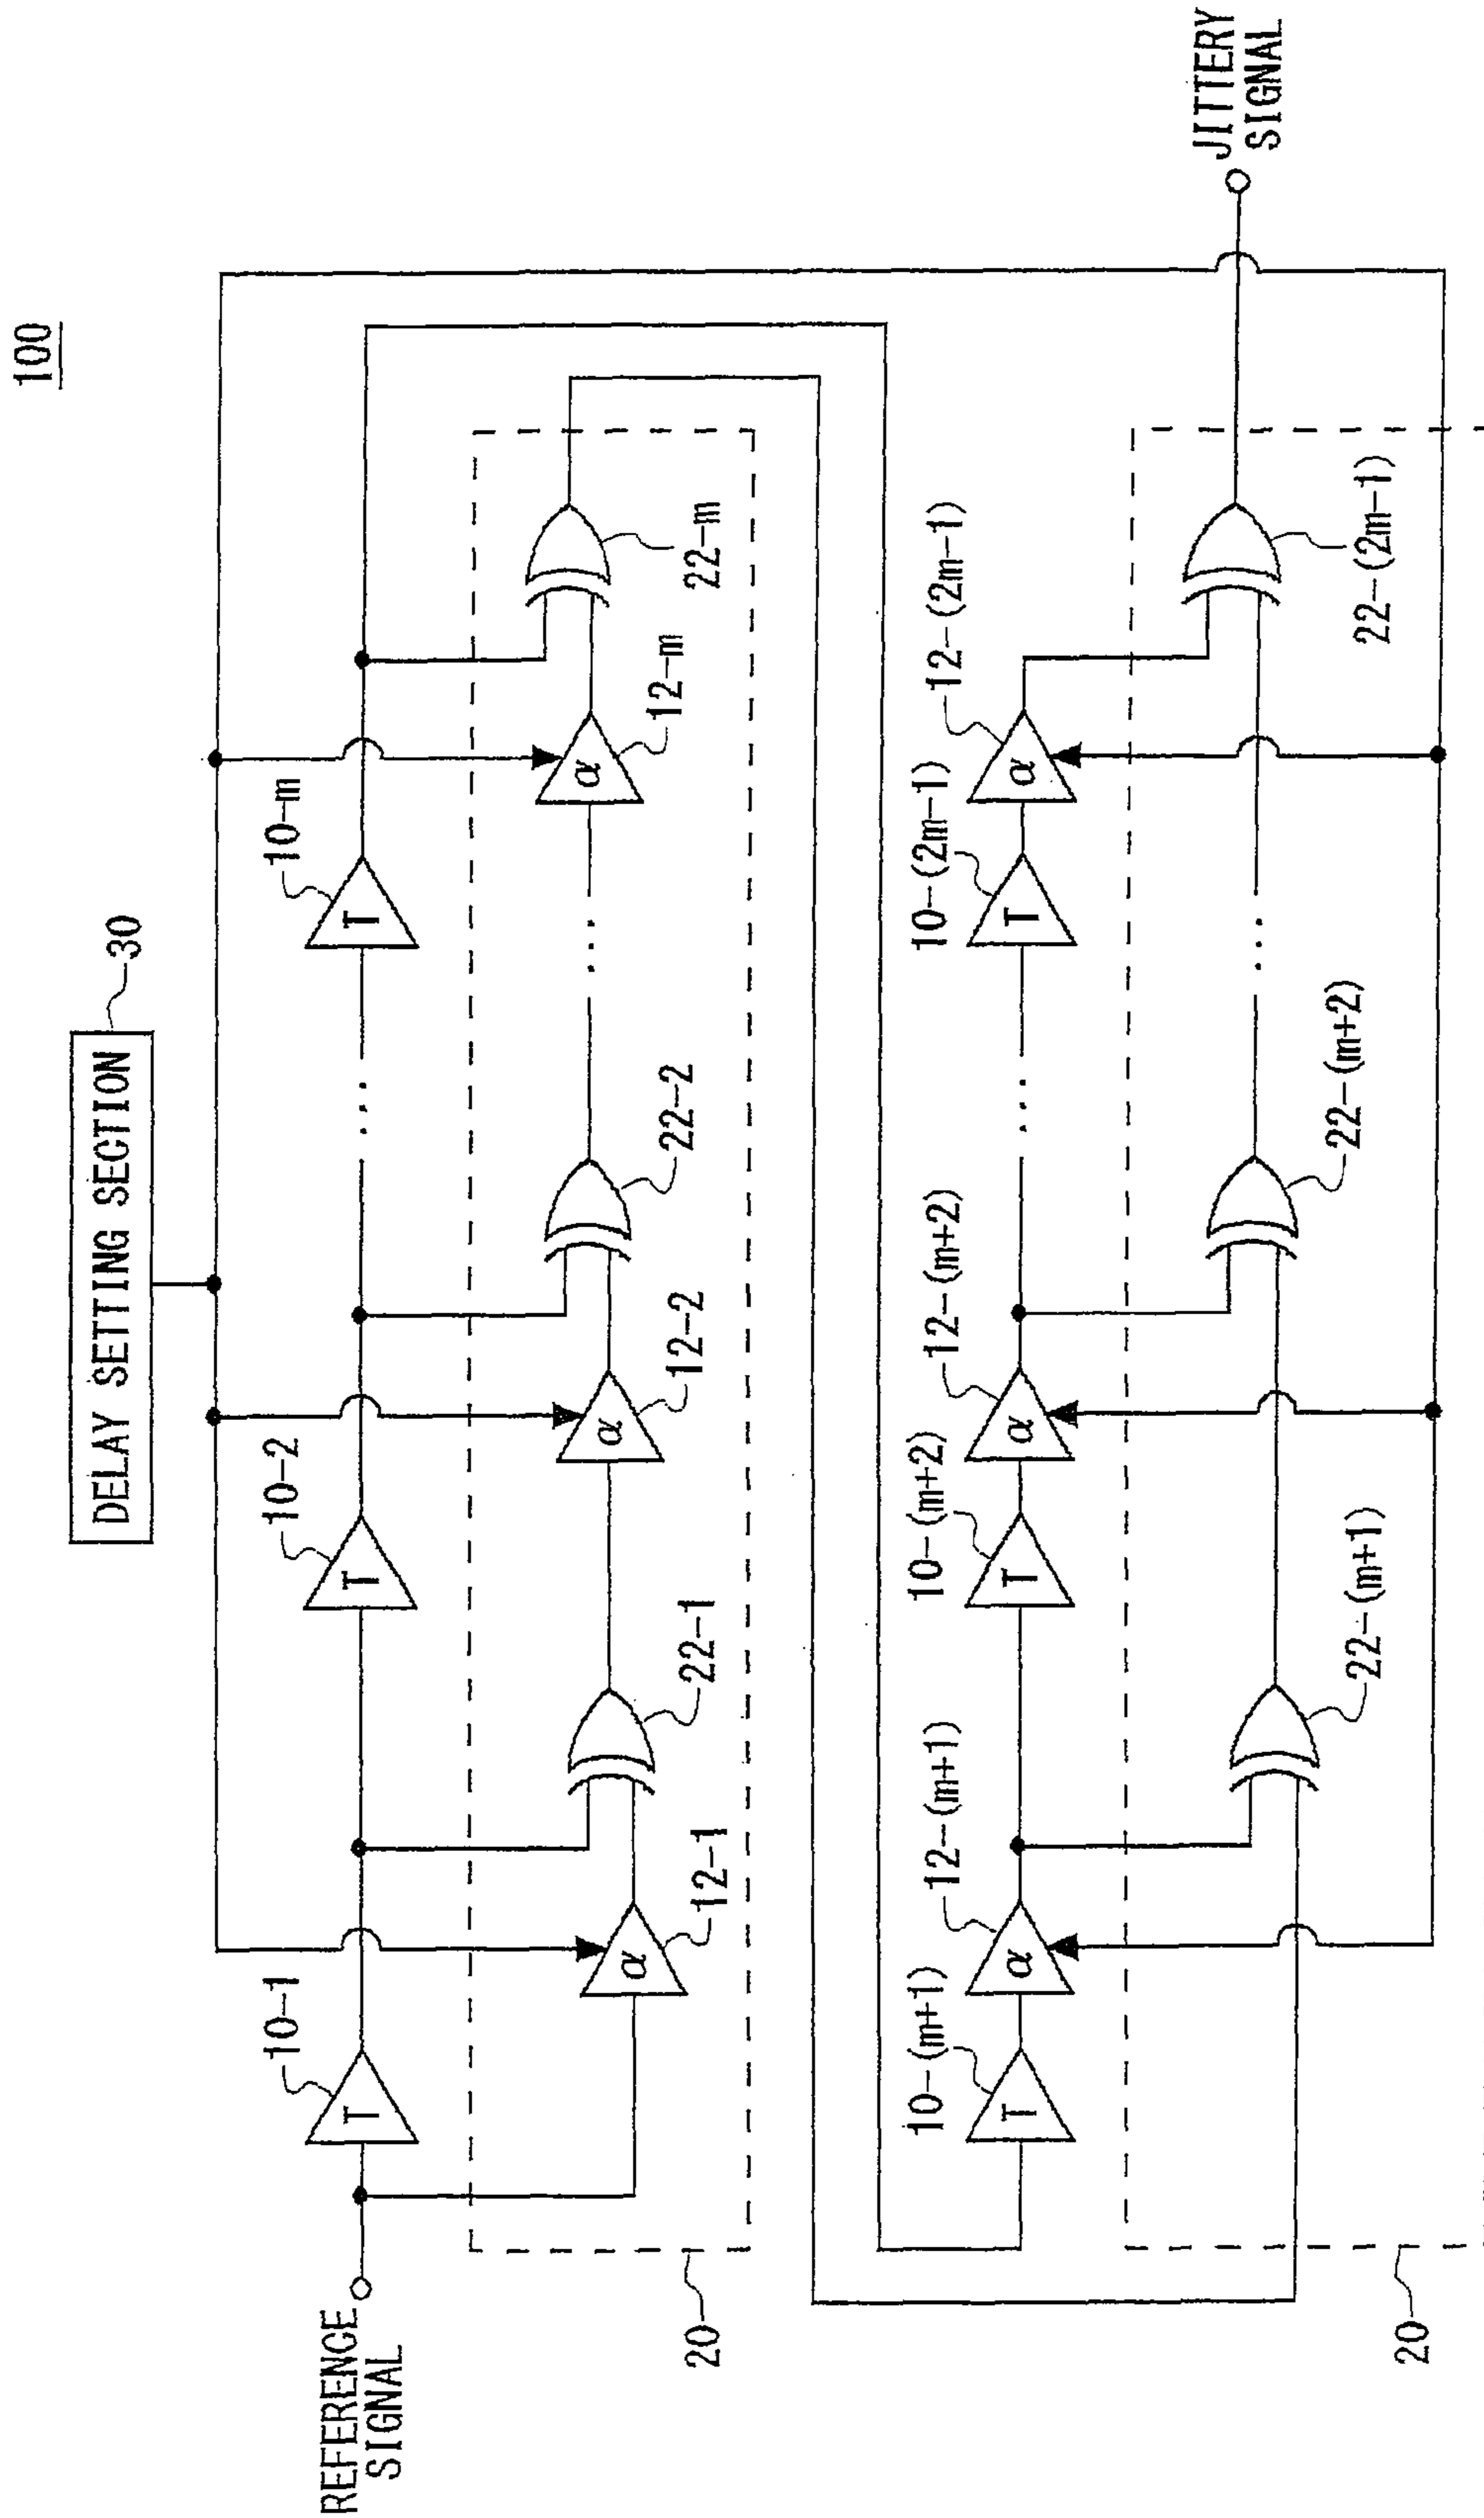 100
DELAY SETTING SECTION
30
REFERENCE
SIGNAL
10-1
10-2
10-m
T
T
...
T
α
α
...
α
12-1
22-1
12-2
22-2
12-m
22-m
20
10-(m+1)
12-(m+1)
10-(m+2)
12-(m+2)
10-(2m-1)
12-(2m-1)
T
α
T
α
...
T
α
...
22-(m+1)
22-(m+2)
22-(2m-1)
20
JITTERY
SIGNAL